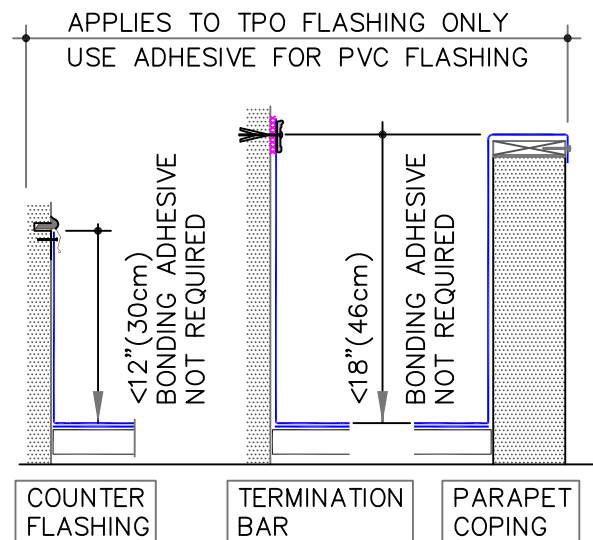 APPLIES TO TPO FLASHING ONLY
USE ADHESIVE FOR PVC FLASHING
<12"(30cm)
BONDING ADHESIVE
NOT REQUIRED
<18"(46cm)
BONDING ADHESIVE
NOT REQUIRED
COUNTER
FLASHING
TERMINATION
BAR
PARAPET
COPING